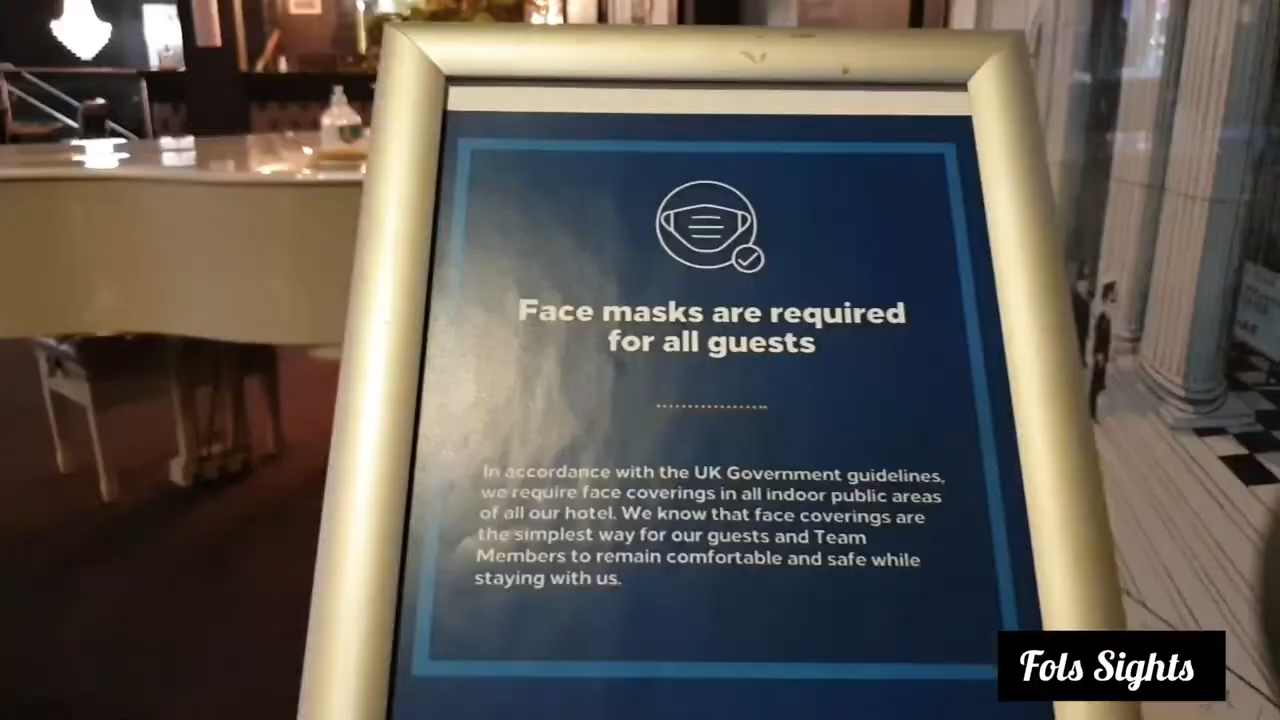 Face masks are required
for all guests
In accordance with the UK Government guidelines,
we require face coverings in all indoor public areas
of all our hotel. We know that face coverings are
the simplest way for our guests and Team
Members to remain comfortable and safe while
staying with us.
Fols Sights